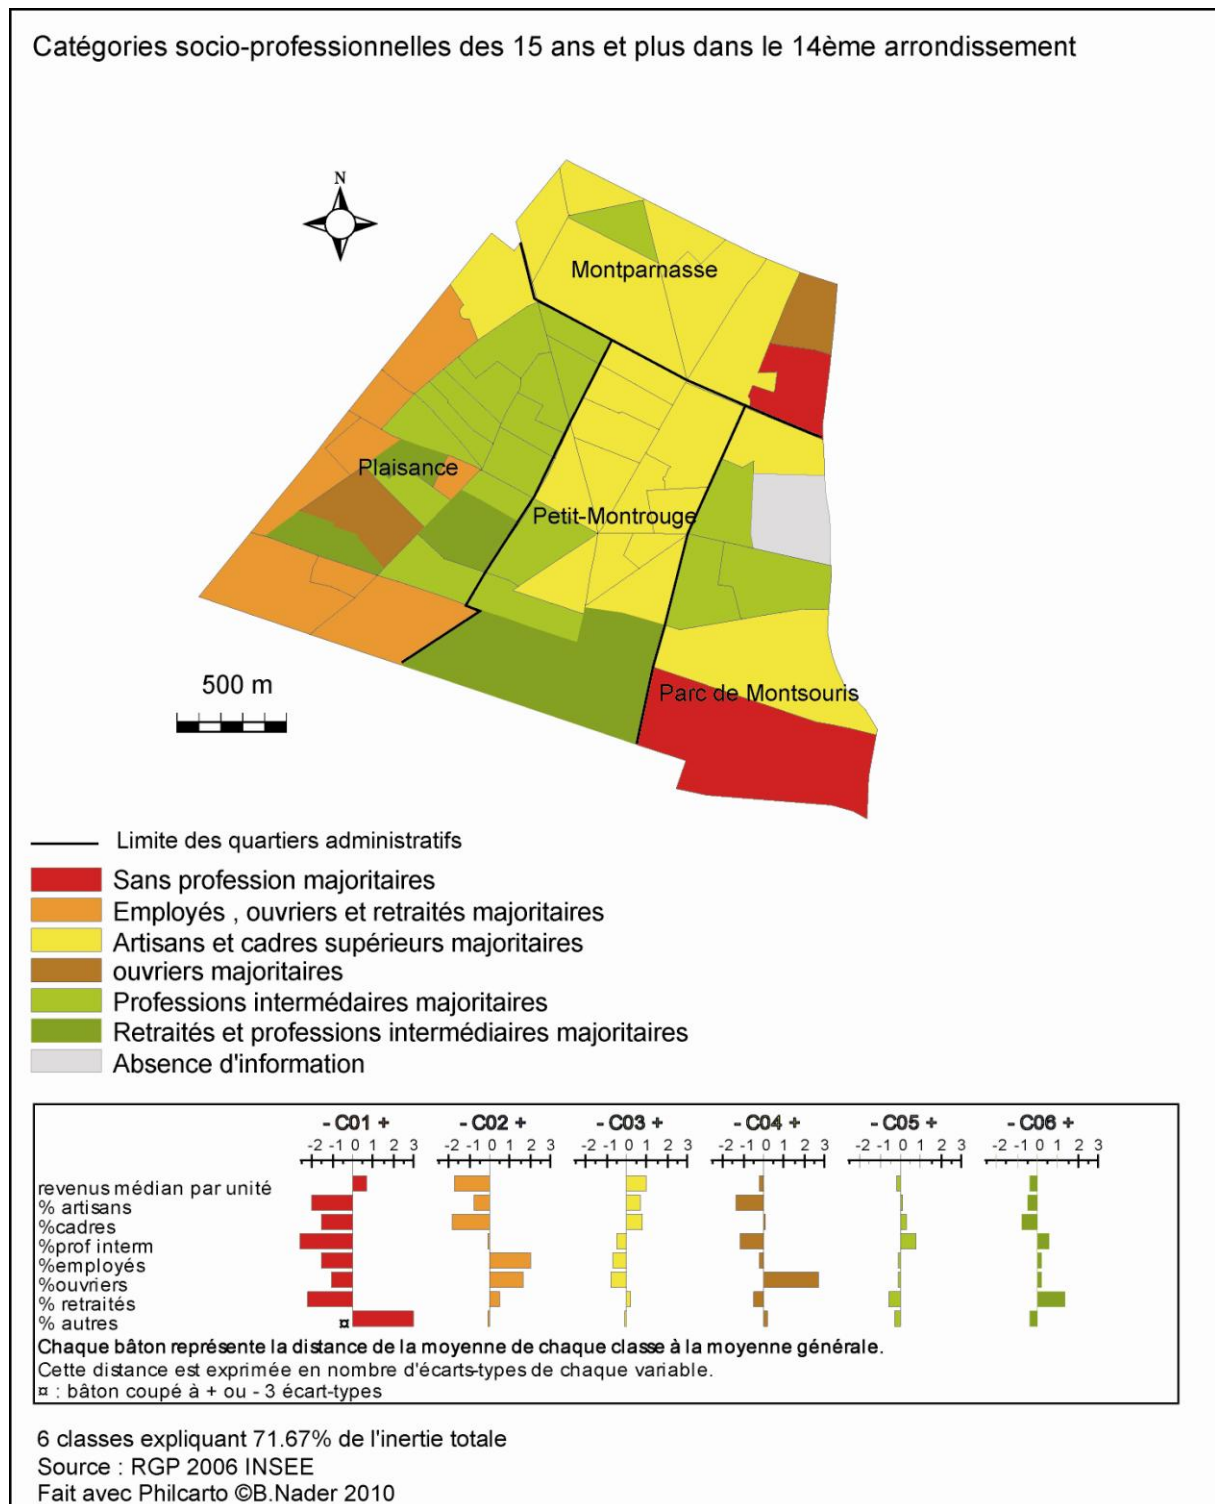 Catégories socio-professionnelles des 15 ans et plus dans le 14ème arrondissement
N
Montparnasse
Plaisance
Petit-Montrouge
Parc de Montsouris
500 m
Limite des quartiers administratifs
Sans profession majoritaires
Employés , ouvriers et retraités majoritaires
Artisans et cadres supérieurs majoritaires
ouvriers majoritaires
Professions intermédaires majoritaires
Retraités et professions intermédiaires majoritaires
Absence d'information
- C01 + - C02 + - C03 + - C04 + - C05 + - C06 +
-2 -1 0 1 2 3 -2 -1 0 1 2 3 -2 -1 0 1 2 3 -2 -1 0 1 2 3 -2 -1 0 1 2 3 -2 -1 0 1 2 3
revenus médian par unité
% artisans
%cadres
%prof interm
%employés
%ouvriers
% retraités
% autres ¤
Chaque bâton représente la distance de la moyenne de chaque classe à la moyenne générale.
Cette distance est exprimée en nombre d'écarts-types de chaque variable.
¤ : bâton coupé à + ou - 3 écart-types
6 classes expliquant 71.67% de l'inertie totale
Source : RGP 2006 INSEE
Fait avec Philcarto ©B.Nader 2010